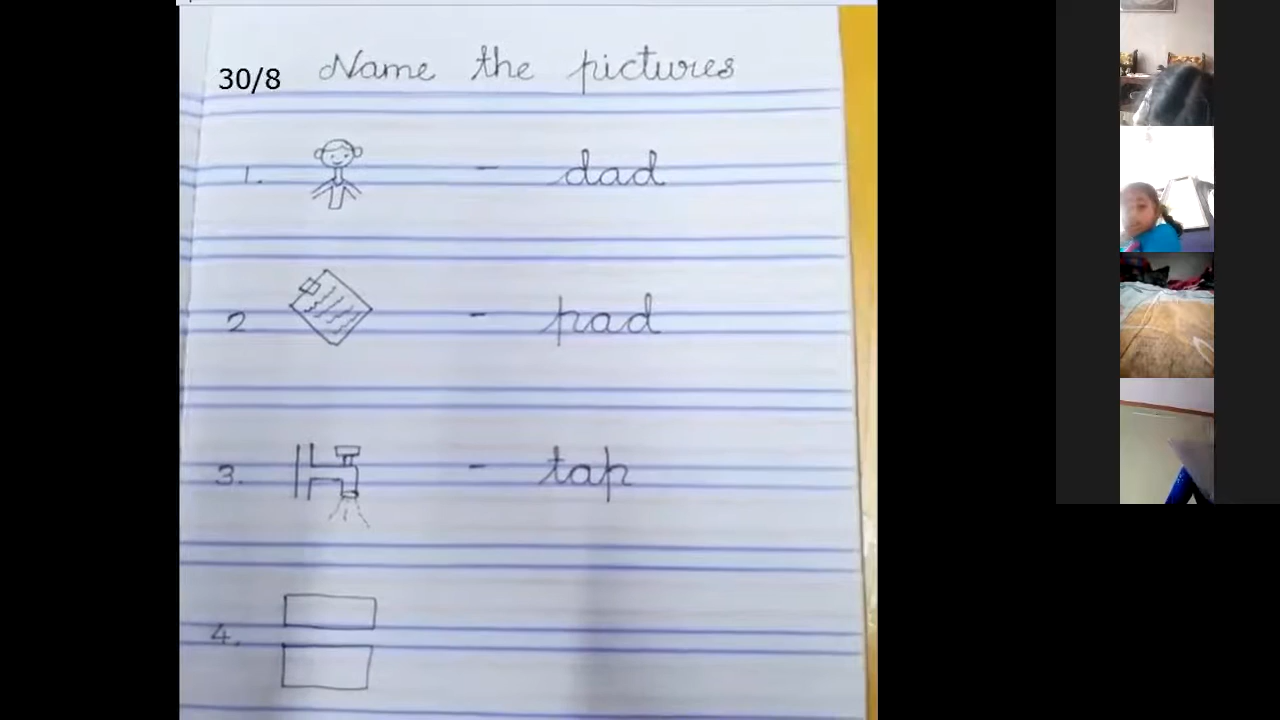 30/8 Name the pictures
1. - dad
2 - pad
3. - tap
4.